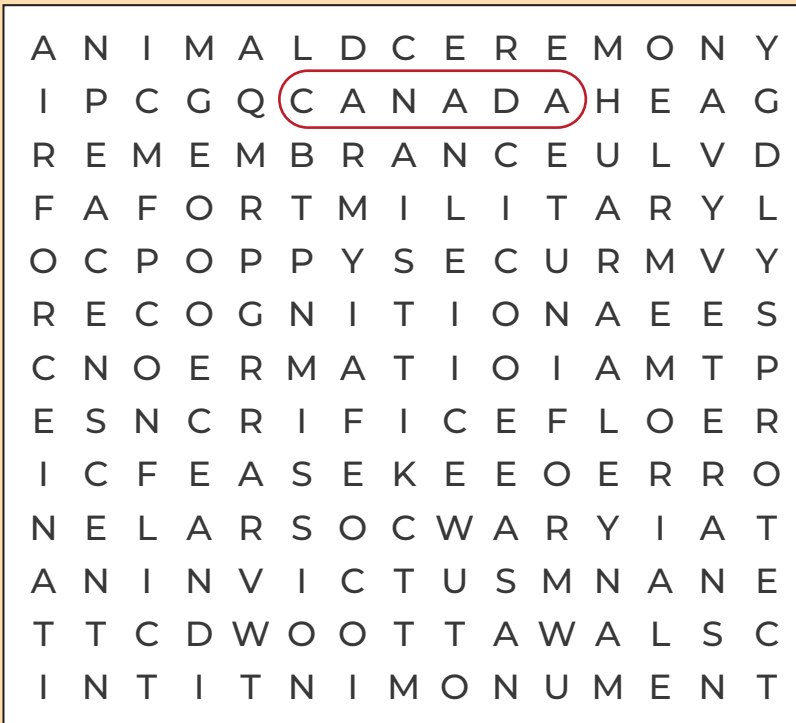 A N I M A L D C E R E M O N Y
I P C G Q C A N A D A H E A G
R E M E M B R A N C E U L V D
F A F O R T M I L I T A R Y L
O C P O P P Y S E C U R M V Y
R E C O G N I T I O N A E E S
C N O E R M A T I O I A M T P
E S N C R I F I C E F L O E R
I C F E A S E K E E O E R R O
N E L A R S O C W A R Y I A T
A N I N V I C T U S M N A N E
T T C D W O O T T A W A L S C
I N T I T N I M O N U M E N T